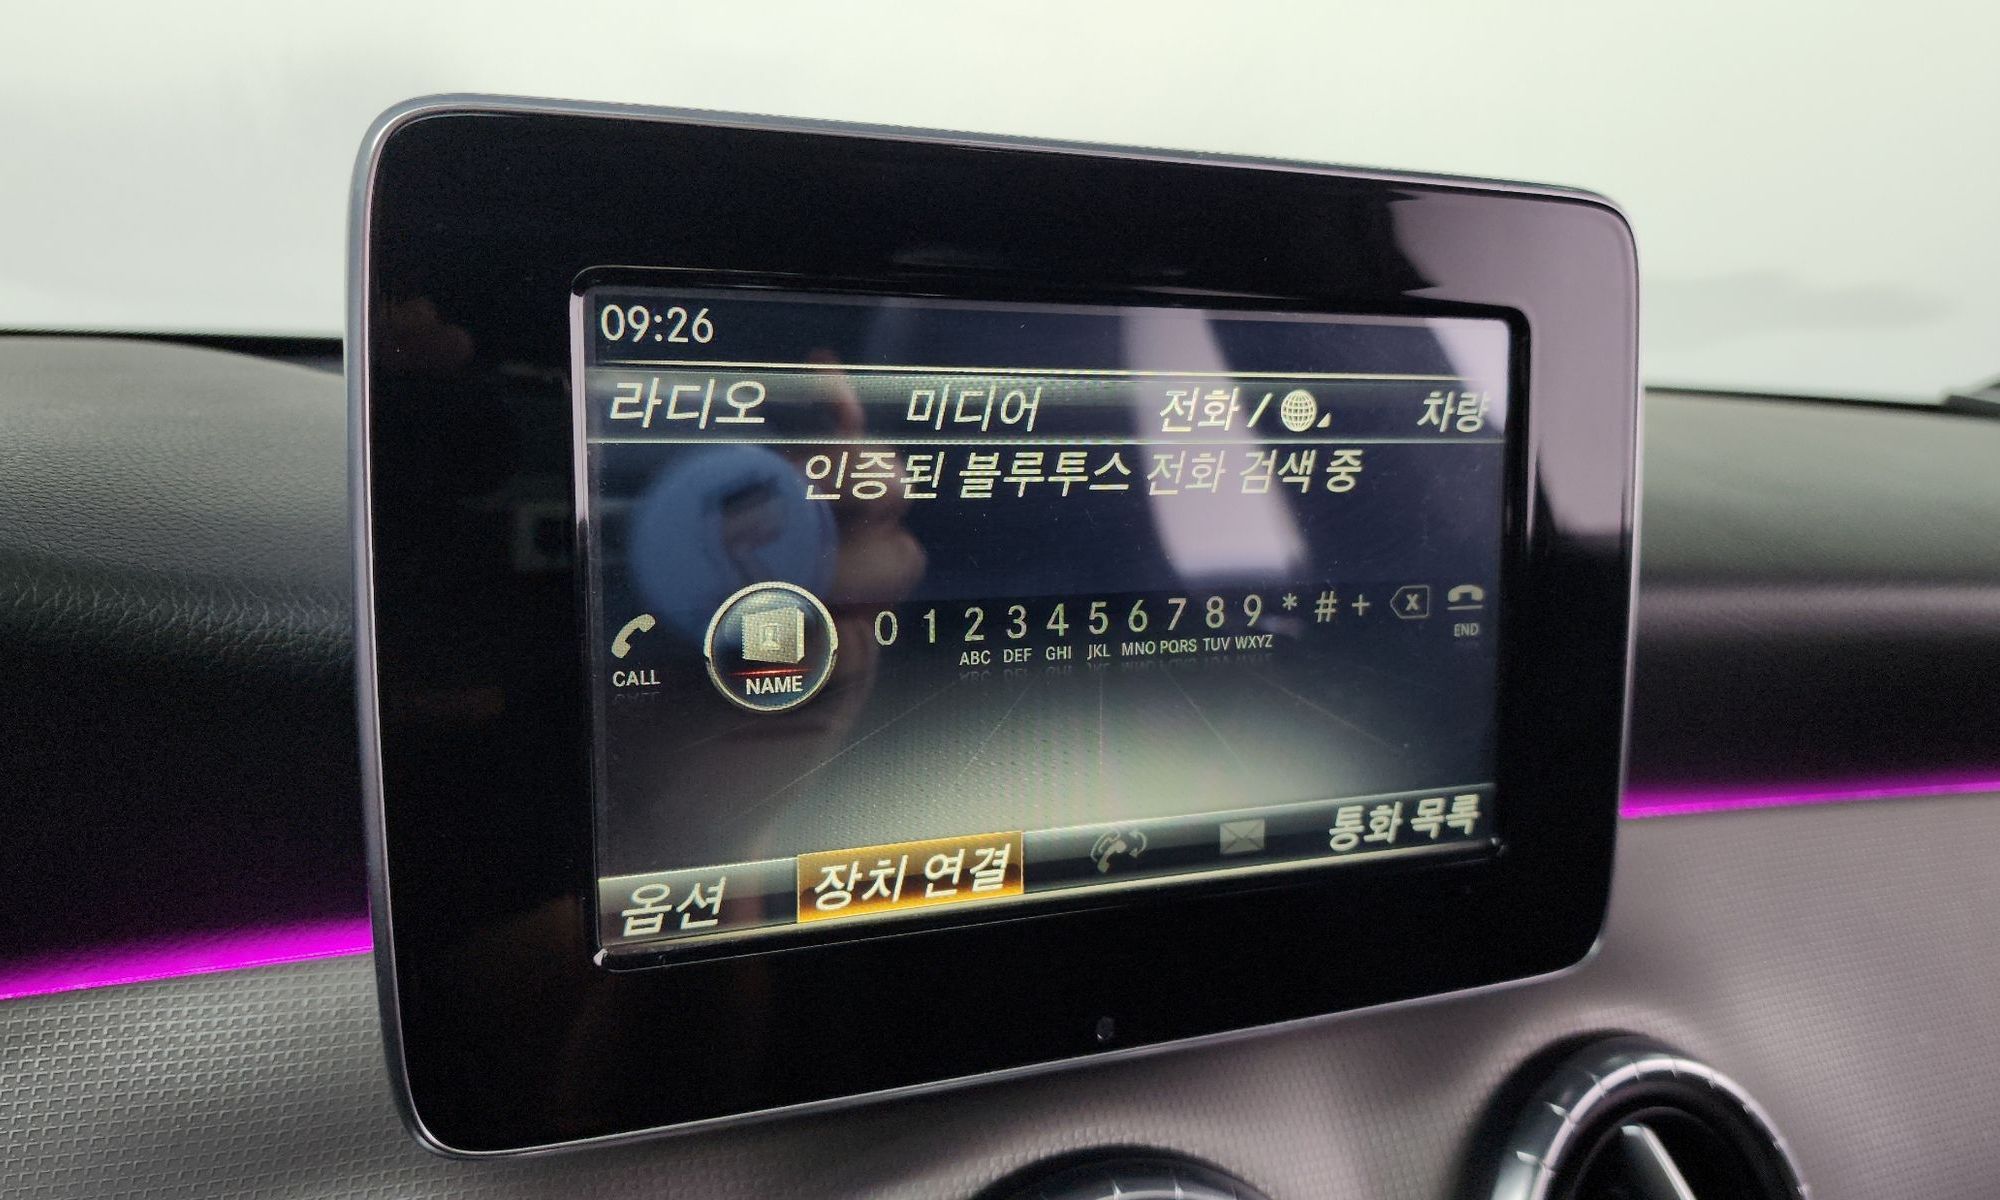 09:26
라디오 미디어 전화 / 차량
인증된 블루투스 전화 검색 중
CALL NAME 0 1 2 3 4 5 6 7 8 9 * # + X END
ABC DEF GHI JKL MNO PQRS TUV WXYZ
옵션 장치 연결 통화 목록